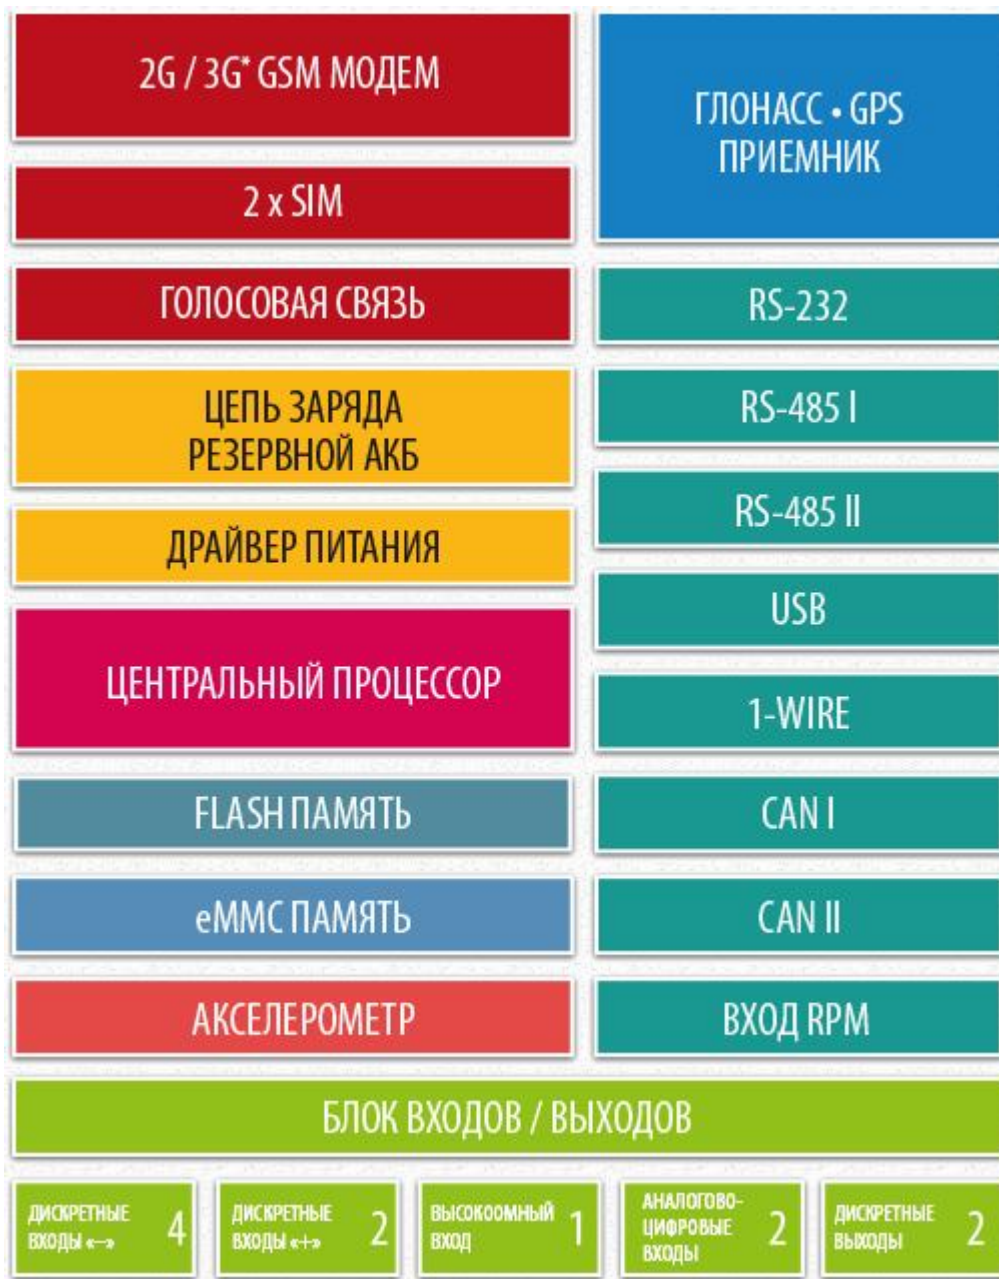 2G / 3G* GSM МОДЕМ
2 x SIM
ГОЛОСОВАЯ СВЯЗЬ
ЦЕПЬ ЗАРЯДА
РЕЗЕРВНОЙ АКБ
ДРАЙВЕР ПИТАНИЯ
ЦЕНТРАЛЬНЫЙ ПРОЦЕССОР
FLASH ПАМЯТЬ
eMMC ПАМЯТЬ
АКСЕЛЕРОМЕТР
ГЛОНАСС • GPS
ПРИЕМНИК
RS-232
RS-485 I
RS-485 II
USB
1-WIRE
CAN I
CAN II
ВХОД RPM
БЛОК ВХОДОВ / ВЫХОДОВ
ДИСКРЕТНЫЕ
ВХОДЫ «—»
4
ДИСКРЕТНЫЕ
ВХОДЫ «+»
2
ВЫСОКООМНЫЙ
ВХОД
1
АНАЛОГОВО-
ЦИФРОВЫЕ
ВХОДЫ
2
ДИСКРЕТНЫЕ
ВЫХОДЫ
2